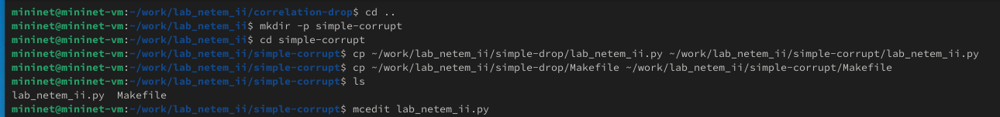 mininet@mininet-vm:~/work/lab_netem_ii/correlation-drop$ cd ..
mininet@mininet-vm:~/work/lab_netem_ii$ mkdir -p simple-corrupt
mininet@mininet-vm:~/work/lab_netem_ii$ cd simple-corrupt
mininet@mininet-vm:~/work/lab_netem_ii/simple-corrupt$ cp ~/work/lab_netem_ii/simple-drop/lab_netem_ii.py ~/work/lab_netem_ii/simple-corrupt/lab_netem_ii.py
mininet@mininet-vm:~/work/lab_netem_ii/simple-corrupt$ cp ~/work/lab_netem_ii/simple-drop/Makefile ~/work/lab_netem_ii/simple-corrupt/Makefile
mininet@mininet-vm:~/work/lab_netem_ii/simple-corrupt$ ls
lab_netem_ii.py  Makefile
mininet@mininet-vm:~/work/lab_netem_ii/simple-corrupt$ mcedit lab_netem_ii.py